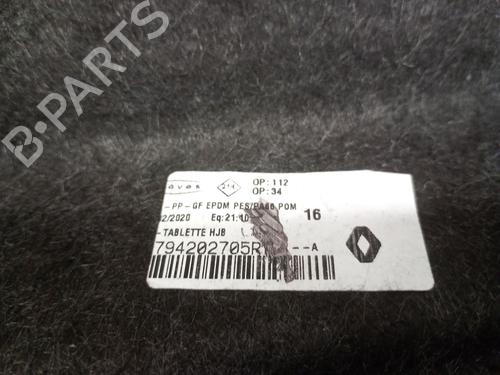 B-PARTS
OP:112
214
OP:34
-PP-GF EPDM PES/PA66 POM
2/2020 Eq:21:10 16
-TABLETTE HJB
794202705R --A